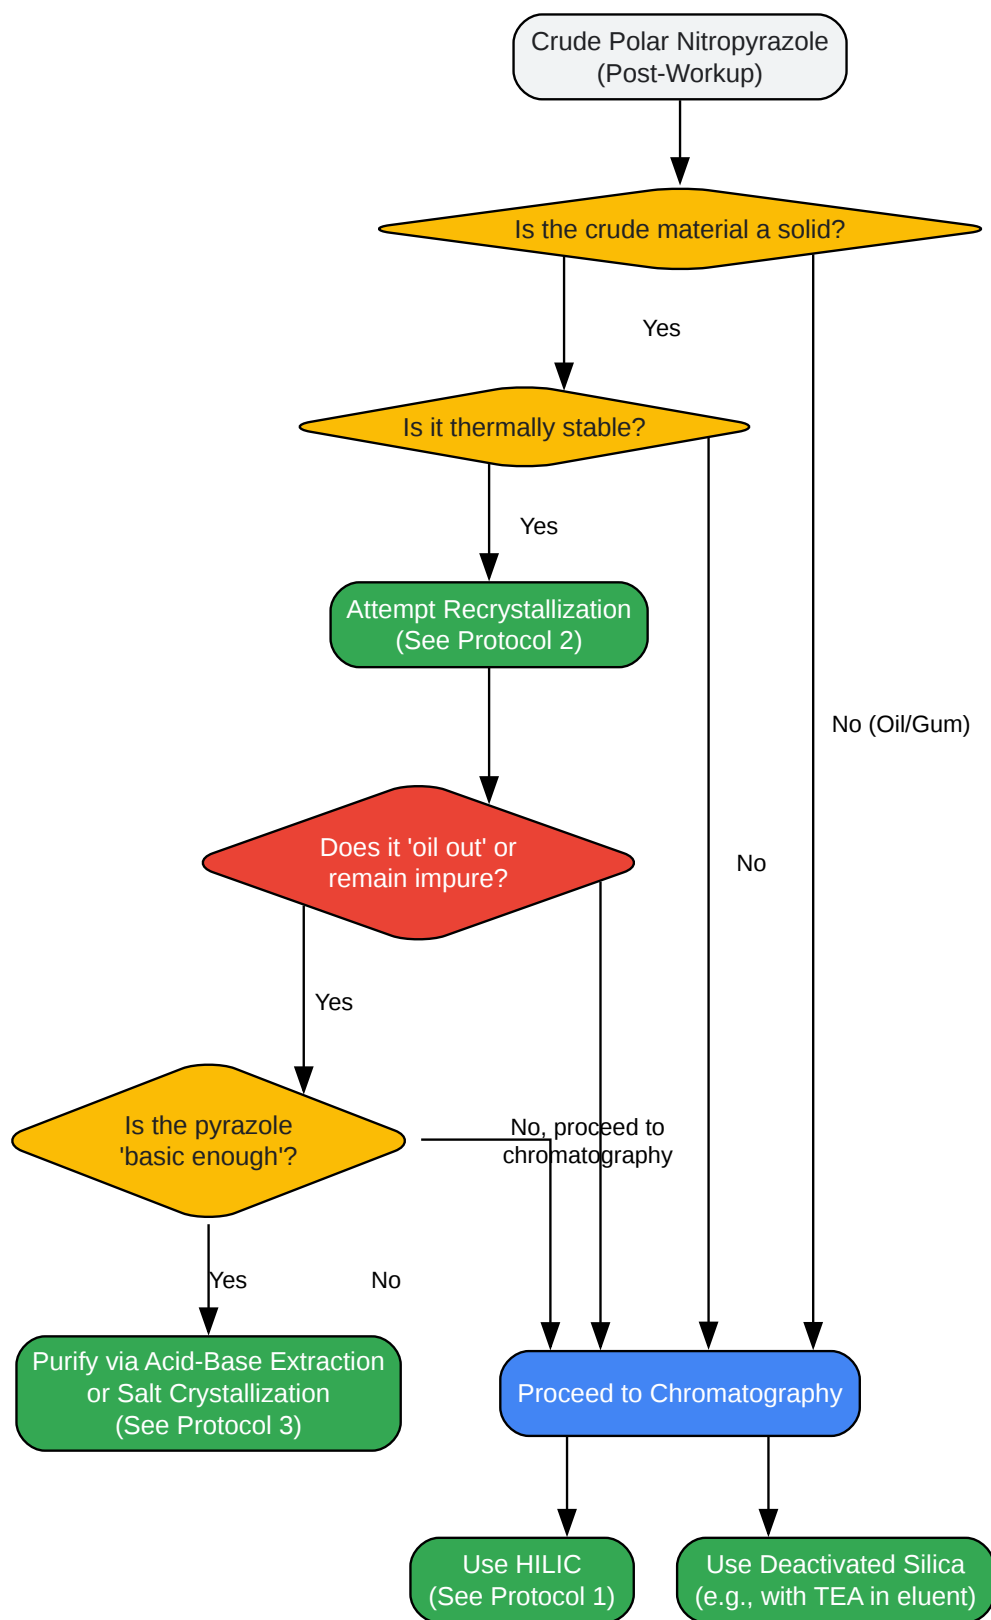 Crude Polar Nitropyrazole
(Post-Workup)
Is the crude material a solid?
Yes
Is it thermally stable?
Yes
Attempt Recrystallization
(See Protocol 2)
No (Oil/Gum)
Does it 'oil out' or
remain impure?
No
Yes
Is the pyrazole
'basic enough'?
No, proceed to
chromatography
Yes
No
Purify via Acid-Base Extraction
or Salt Crystallization
(See Protocol 3)
Proceed to Chromatography
Use HILIC
(See Protocol 1)
Use Deactivated Silica
(e.g., with TEA in eluent)